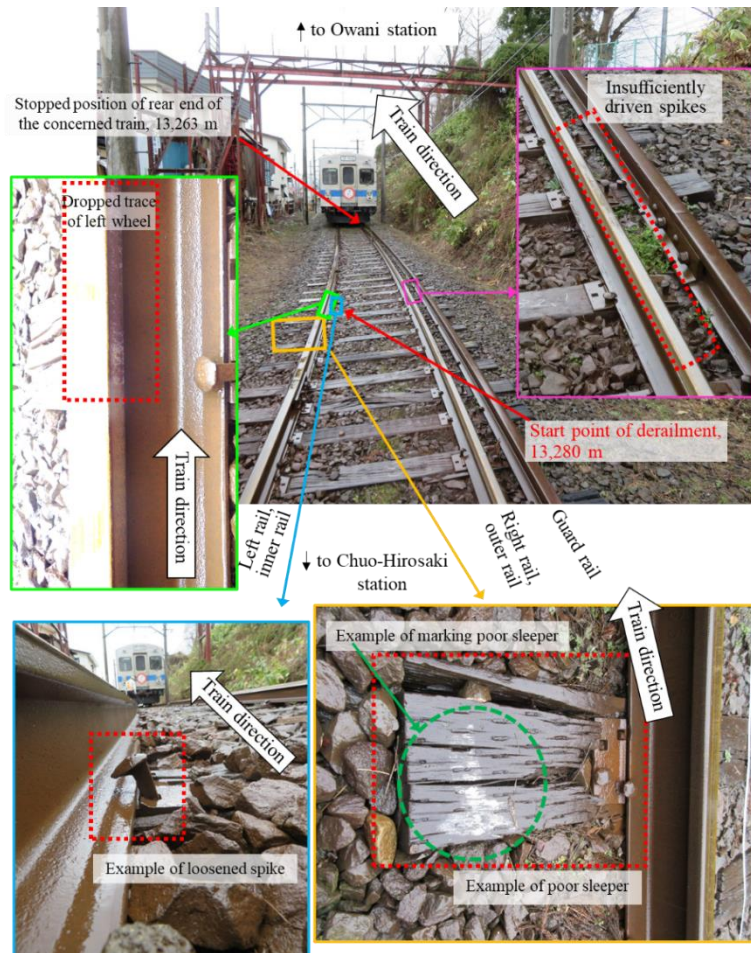 ↑ to Owani station
Stopped position of rear end of
the concerned train, 13,263 m
Train direction
Insufficiently
driven spikes
Dropped trace
of left wheel
Train direction
Start point of derailment,
13,280 m
Left rail,
inner rail
Right rail,
outer rail
Guard rail
↓ to Chuo-Hirosaki
station
Train direction
Example of loosened spike
Example of marking poor sleeper
Train direction
Example of poor sleeper